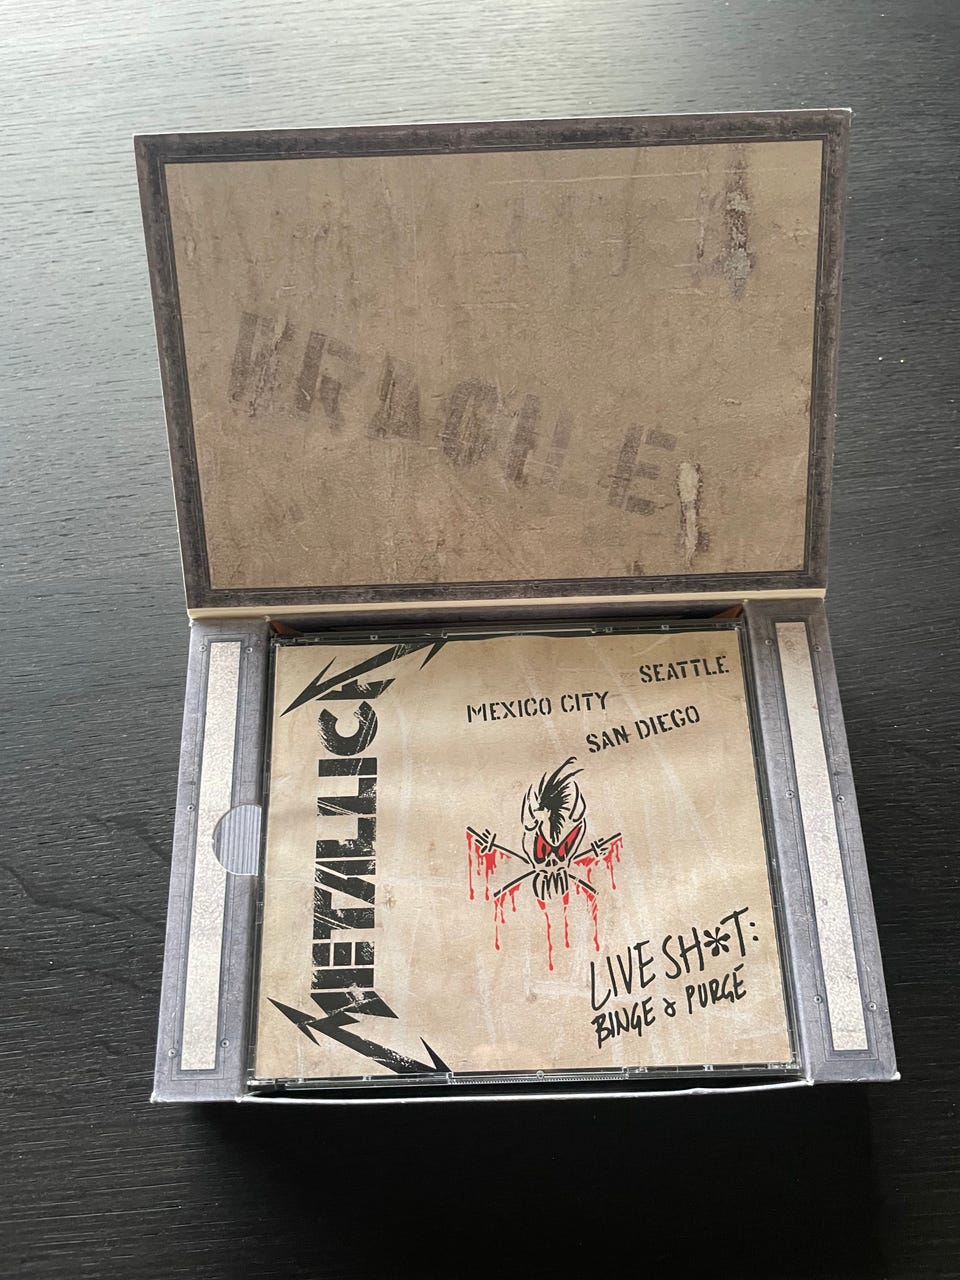 FRAGILE
METALLICA
SEATTLE
MEXICO CITY
SAN DIEGO
LIVE SH*T:
BINGE & PURGE